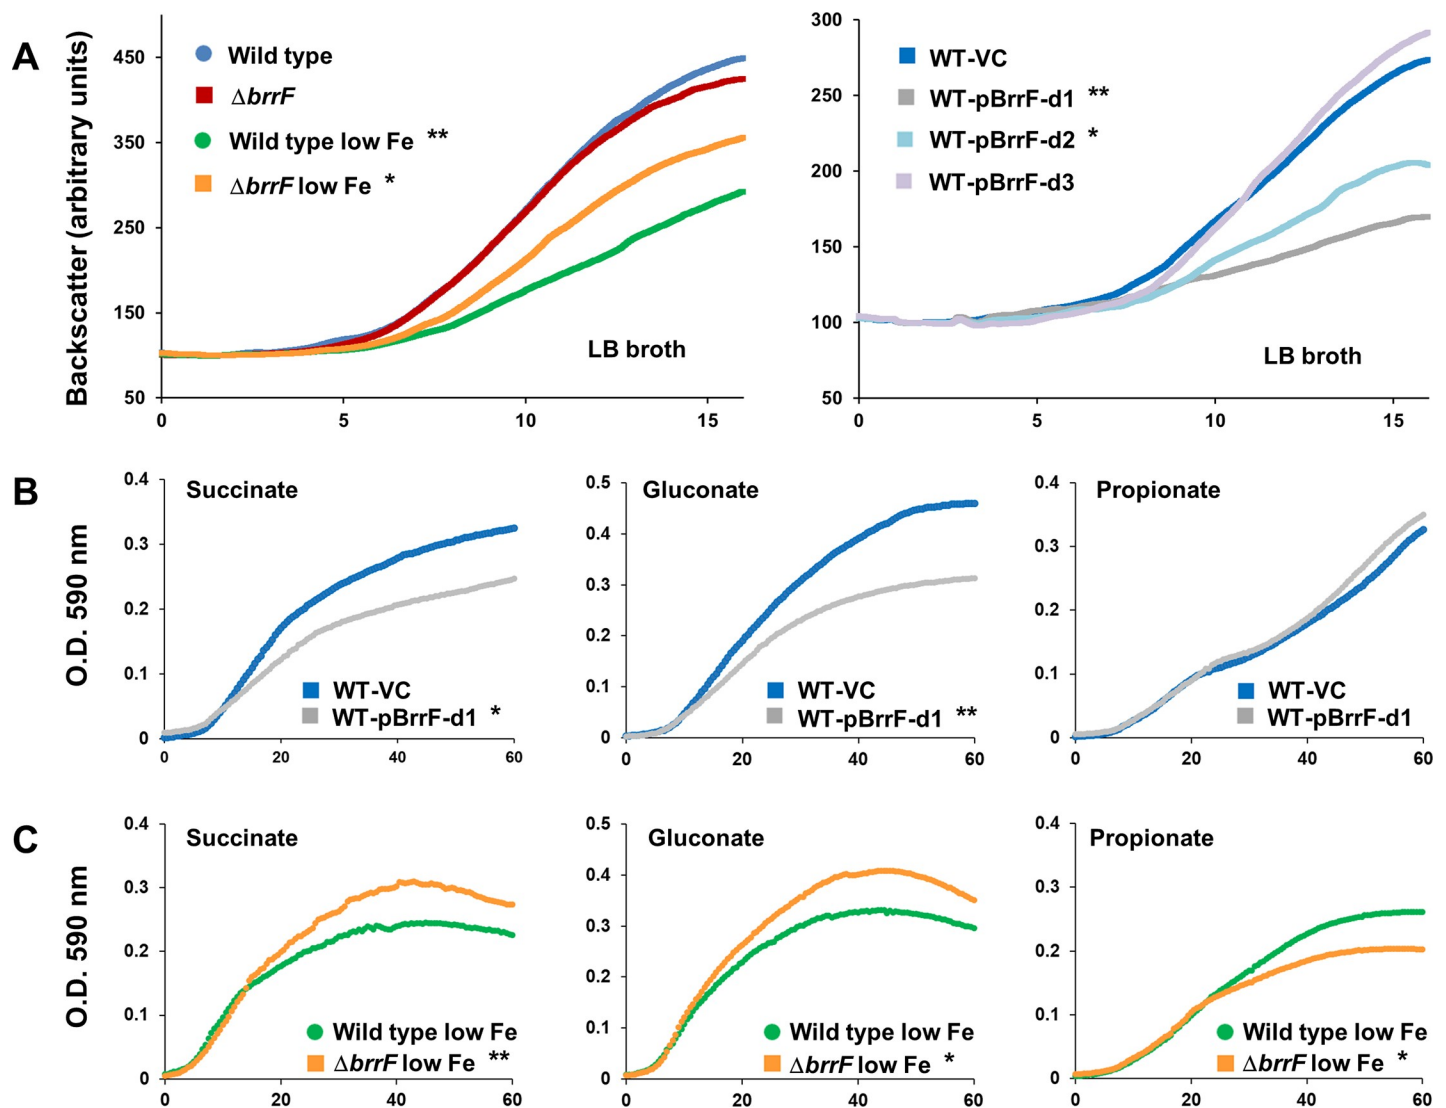 A
Backscatter (arbitrary units)
450
350
250
150
50
0
5
10
15
Wild type
ΔbrrF
Wild type low Fe **
ΔbrrF low Fe *
LB broth
300
250
200
150
100
50
0
5
10
15
WT-VC
WT-pBrrF-d1 **
WT-pBrrF-d2 *
WT-pBrrF-d3
LB broth
B
O.D. 590 nm
Succinate
0.4
0.3
0.2
0.1
0
0
20
40
60
WT-VC
WT-pBrrF-d1 *
Gluconate
0.5
0.4
0.3
0.2
0.1
0
0
20
40
60
WT-VC
WT-pBrrF-d1 **
Propionate
0.4
0.3
0.2
0.1
0
0
20
40
60
WT-VC
WT-pBrrF-d1
C
O.D. 590 nm
Succinate
0.4
0.3
0.2
0.1
0
0
20
40
60
Wild type low Fe
ΔbrrF low Fe **
Gluconate
0.5
0.4
0.3
0.2
0.1
0
0
20
40
60
Wild type low Fe
ΔbrrF low Fe *
Propionate
0.4
0.3
0.2
0.1
0
0
20
40
60
Wild type low Fe
ΔbrrF low Fe *